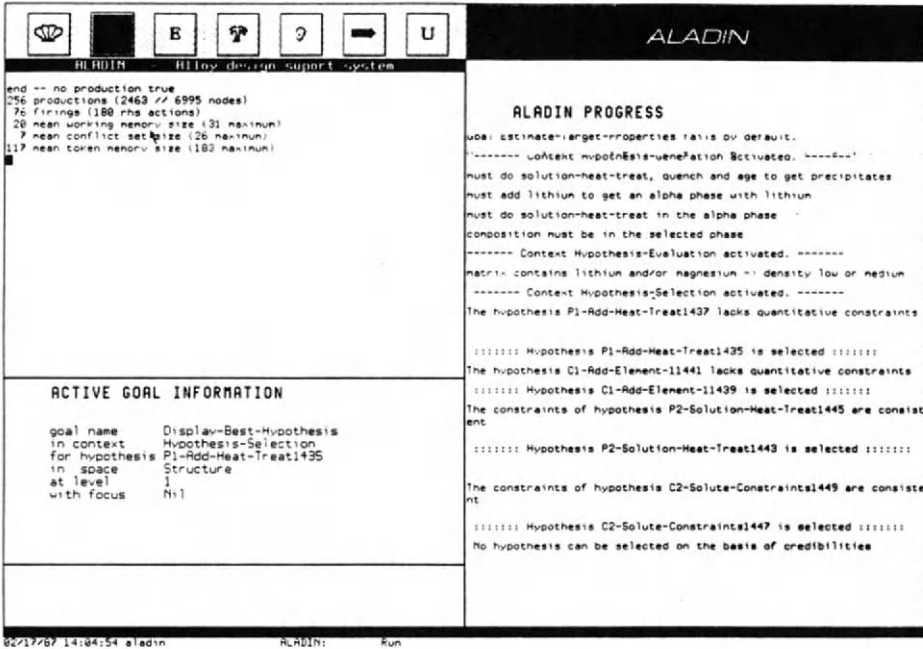 E
U
ALADIN - Alloy design suport system
end -- no production true
256 productions (2463 // 6995 nodes)
76 firings (180 rhs actions)
20 mean working memory size (31 maximum)
7 mean conflict set size (26 maximum)
117 mean token memory size (183 maximum)
ACTIVE GOAL INFORMATION
goal name Display-Best-Hypothesis
in context Hypothesis-Selection
for hypothesis P1-Add-Heat-Treat1435
in space Structure
at level 1
with focus Nil
02/17/87 14:04:54 aladin ALADIN: Run
ALADIN
ALADIN PROGRESS
Goal Estimate-Target-Properties fails by default.
------- Context Hypothesis-Generation activated. -------
must do solution-heat-treat, quench and age to get precipitates
must add lithium to get an alpha phase with lithium
must do solution-heat-treat in the alpha phase
composition must be in the selected phase
------- Context Hypothesis-Evaluation activated. -------
matrix contains lithium and/or magnesium -> density low or medium
------- Context Hypothesis-Selection activated. -------
The hypothesis P1-Add-Heat-Treat1437 lacks quantitative constraints
::::::: Hypothesis P1-Add-Heat-Treat1435 is selected :::::::
The hypothesis C1-Add-Element-11441 lacks quantitative constraints
::::::: Hypothesis C1-Add-Element-11439 is selected :::::::
The constraints of hypothesis P2-Solution-Heat-Treat1445 are consist
ent
::::::: Hypothesis P2-Solution-Heat-Treat1443 is selected :::::::
The constraints of hypothesis C2-Solute-Constraints1449 are consiste
nt
::::::: Hypothesis C2-Solute-Constraints1447 is selected :::::::
No hypothesis can be selected on the basis of credibilities